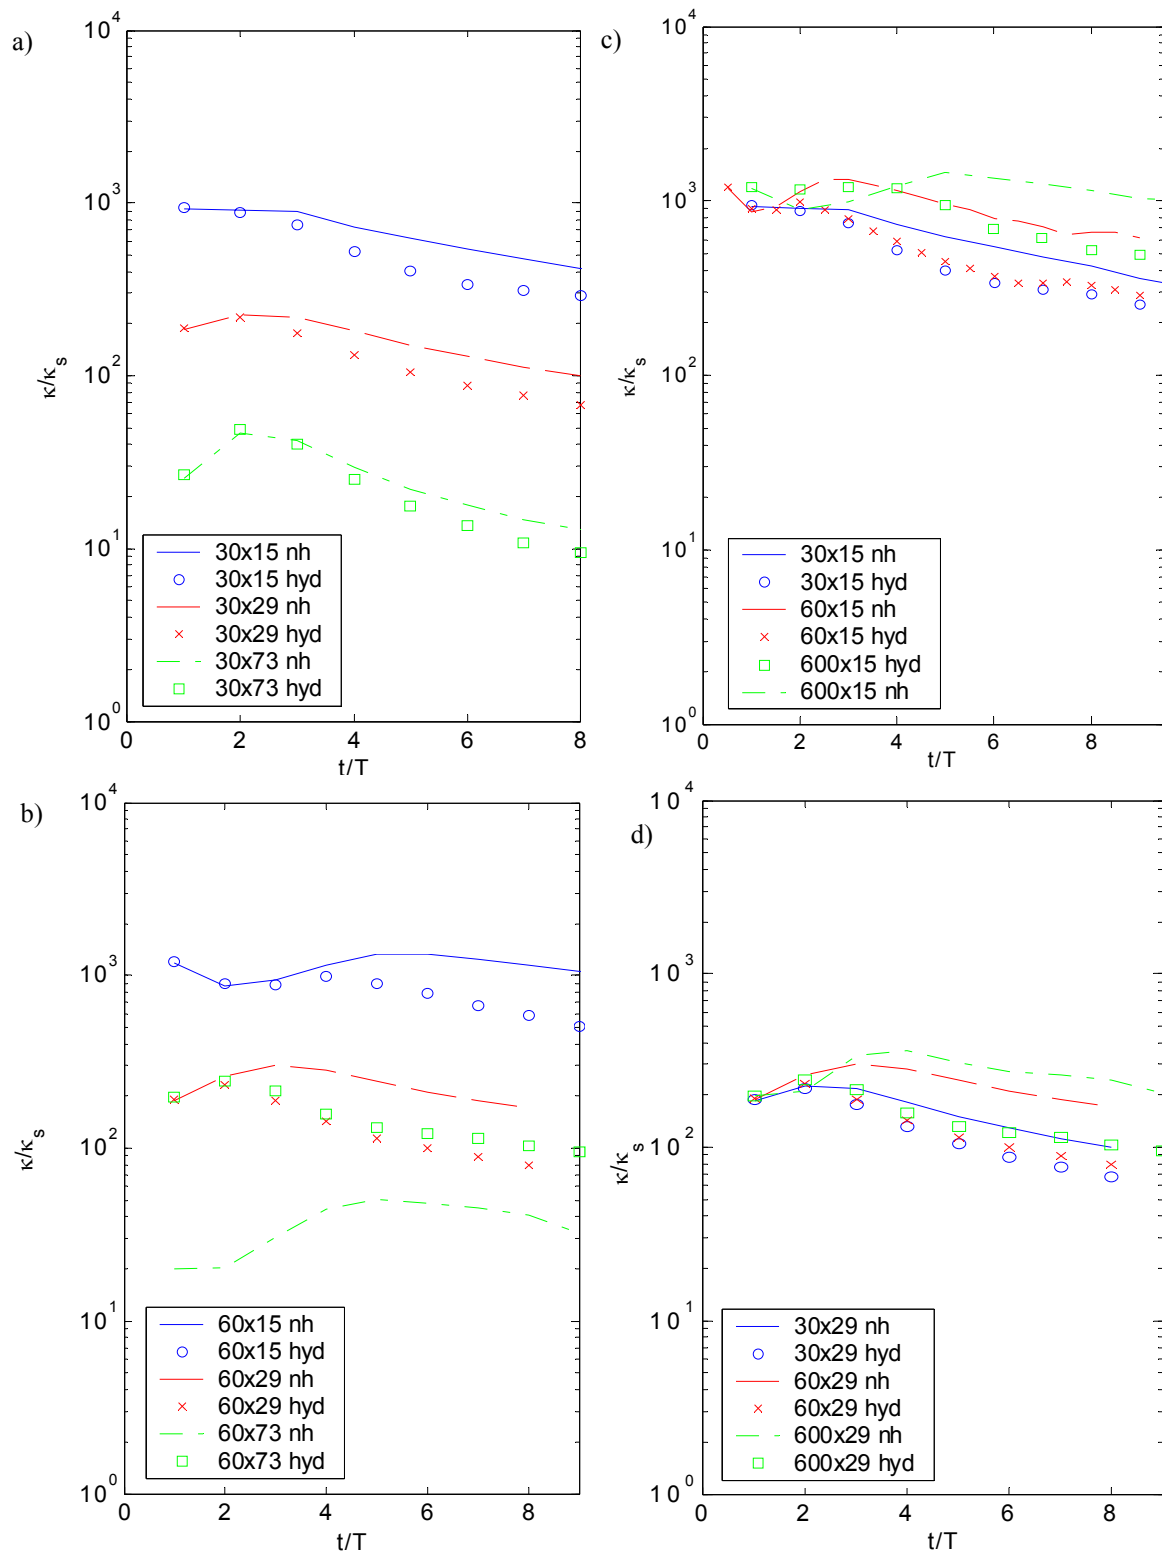 a)
10^4
10^3
10^2
10^1
10^0
κ/κ_s
0 2 4 6 8
t/T
30x15 nh
30x15 hyd
30x29 nh
30x29 hyd
30x73 nh
30x73 hyd
c)
10^4
10^3
10^2
10^1
10^0
κ/κ_s
0 2 4 6 8
t/T
30x15 nh
30x15 hyd
60x15 nh
60x15 hyd
600x15 hyd
600x15 nh
b)
10^4
10^3
10^2
10^1
10^0
κ/κ_s
0 2 4 6 8
t/T
60x15 nh
60x15 hyd
60x29 nh
60x29 hyd
60x73 nh
60x73 hyd
d)
10^4
10^3
10^2
10^1
10^0
κ/κ_s
0 2 4 6 8
t/T
30x29 nh
30x29 hyd
60x29 nh
60x29 hyd
600x29 nh
600x29 hyd